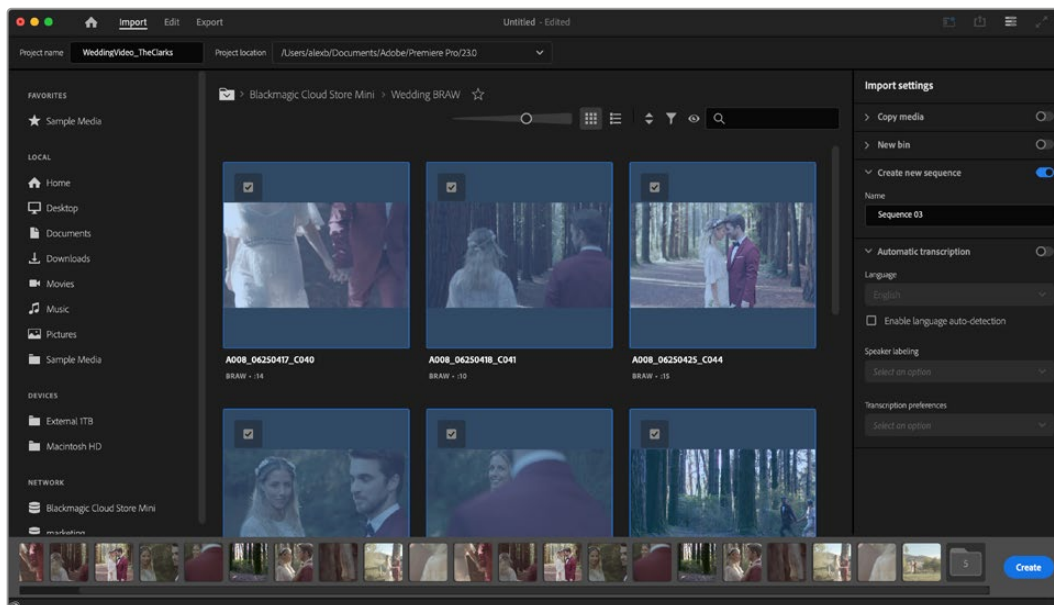 Import Edit Export Untitled - Edited
Project name WeddingVideo_TheClarks Project location /Users/alexb/Documents/Adobe/Premiere Pro/23.0
FAVORITES
Sample Media
LOCAL
Home
Desktop
Documents
Downloads
Movies
Music
Pictures
Sample Media
DEVICES
External 1TB
Macintosh HD
NETWORK
Blackmagic Cloud Store Mini
marketing
Blackmagic Cloud Store Mini > Wedding BRAW
A008_06250417_C040
BRAW • :14
A008_06250418_C041
BRAW • :10
A008_06250425_C044
BRAW • :15
Import settings
Copy media
New bin
Create new sequence
Name
Sequence 03
Automatic transcription
Language
English
Enable language auto-detection
Speaker labeling
Select an option
Transcription preferences
Select an option
5
Create